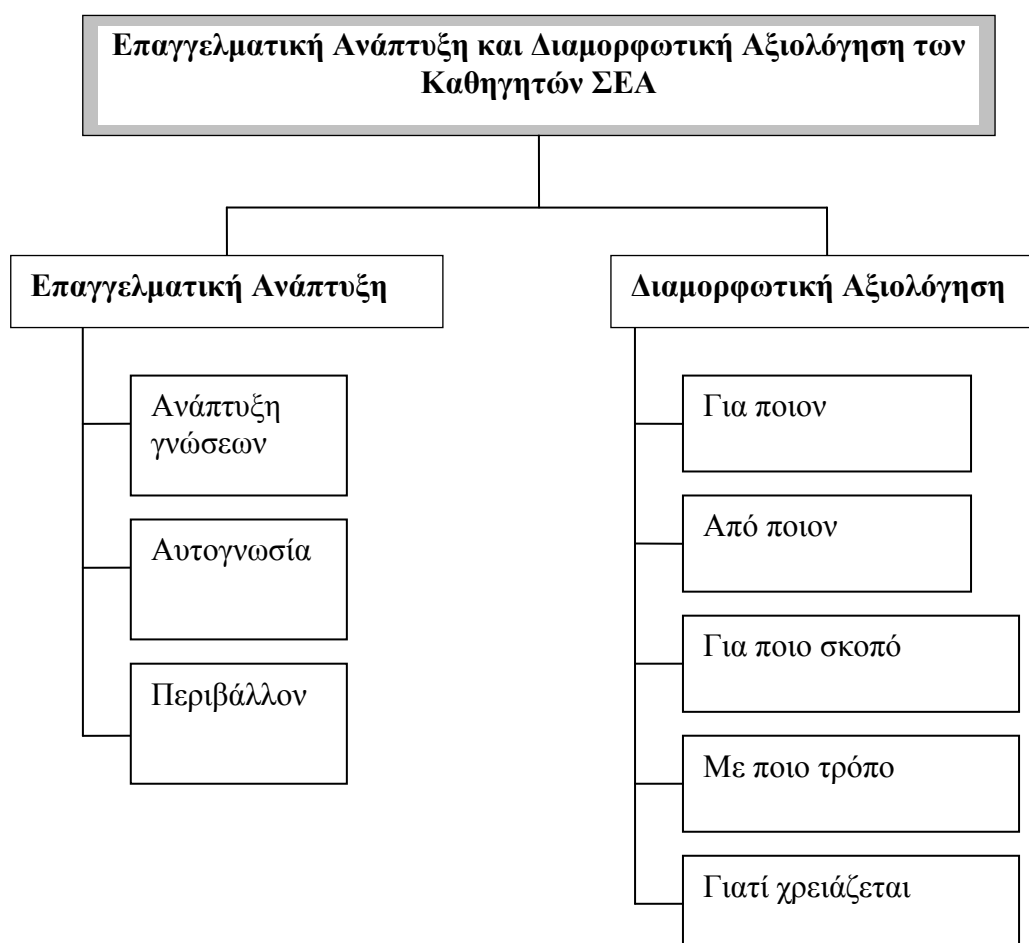 Επαγγελματική Ανάπτυξη και Διαμορφωτική Αξιολόγηση των
Καθηγητών ΣΕΑ
Επαγγελματική Ανάπτυξη
Ανάπτυξη
γνώσεων
Αυτογνωσία
Περιβάλλον
Διαμορφωτική Αξιολόγηση
Για ποιον
Από ποιον
Για ποιο σκοπό
Με ποιο τρόπο
Γιατί χρειάζεται